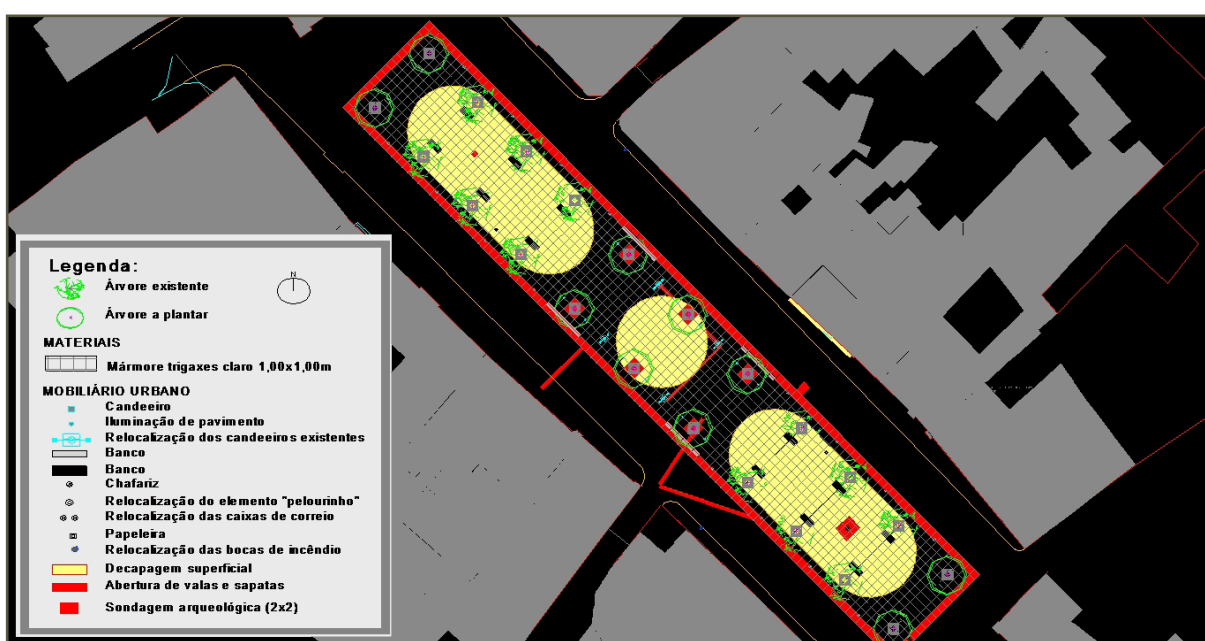 N
Legenda:
Árvore existente
Árvore a plantar
MATERIAIS
Mármore trigaxes claro 1,00x1,00m
MOBILIÁRIO URBANO
Candeeiro
Iluminação de pavimento
Relocalização dos candeeiros existentes
Banco
Banco
Chafariz
Relocalização do elemento "pelourinho"
Relocalização das caixas de correio
Papeleira
Relocalização das bocas de incêndio
Decapagem superficial
Abertura de valas e sapatas
Sondagem arqueológica (2x2)